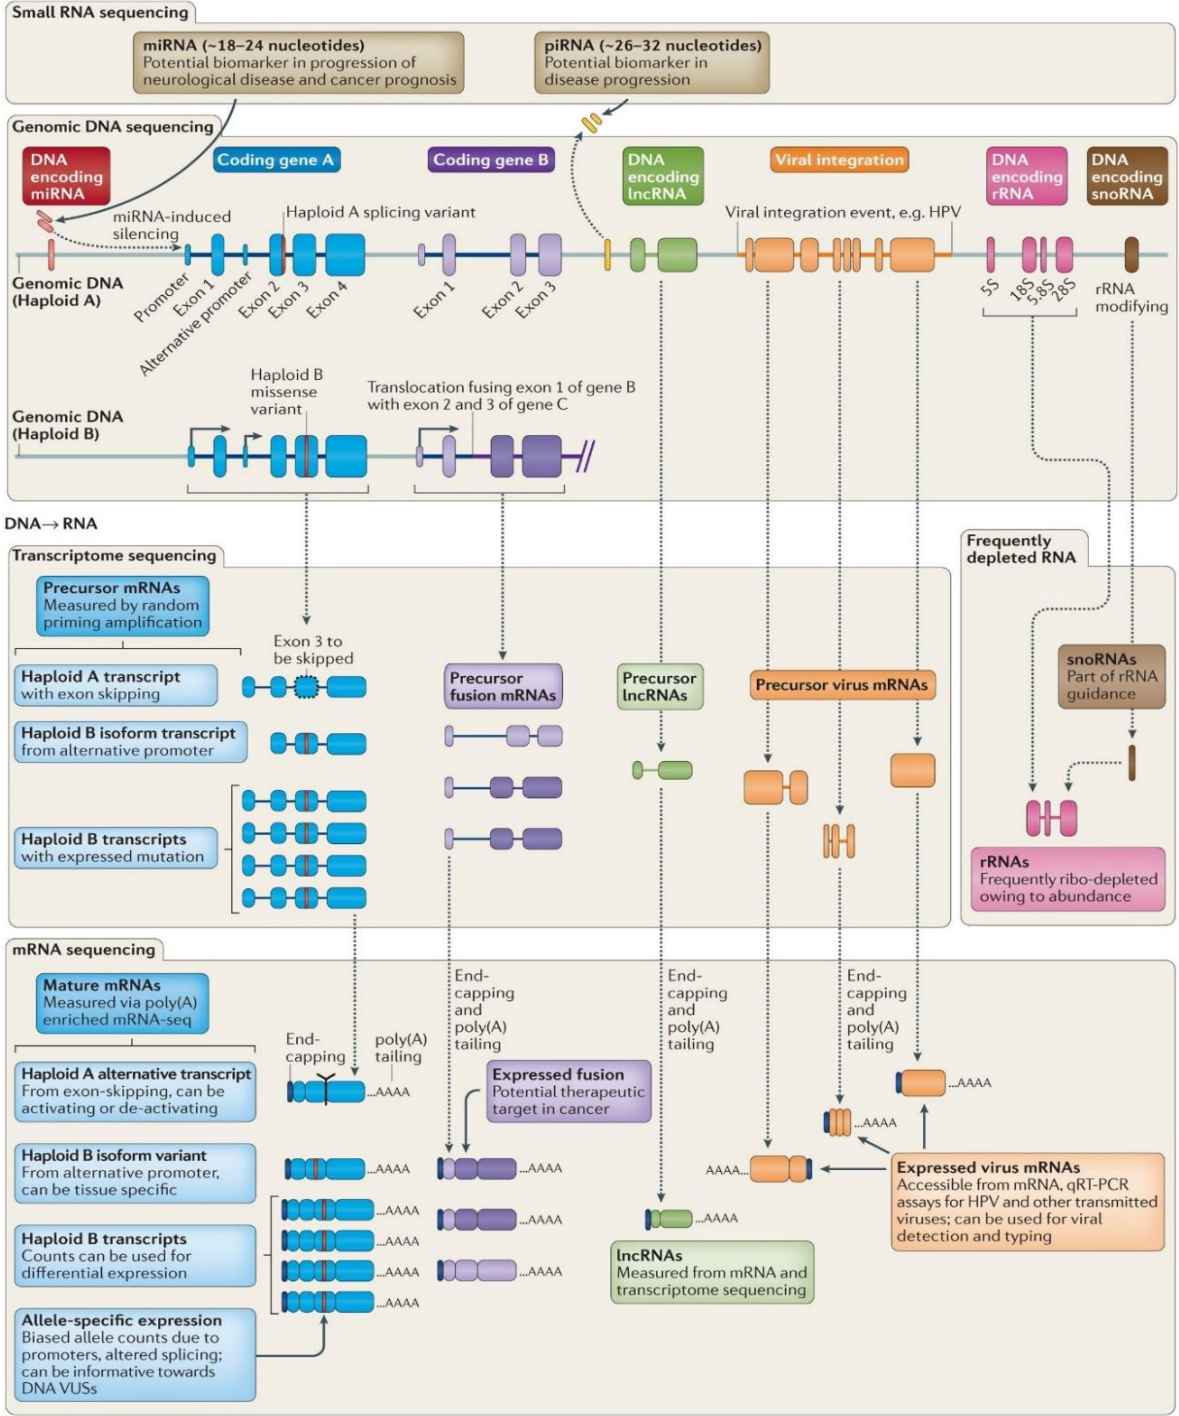 Small RNA sequencing
miRNA (~18–24 nucleotides)
Potential biomarker in progression of
neurological disease and cancer prognosis
piRNA (~26–32 nucleotides)
Potential biomarker in
disease progression
Genomic DNA sequencing
DNA
encoding
miRNA
Coding gene A
Coding gene B
DNA
encoding
lncRNA
Viral integration
DNA
encoding
rRNA
DNA
encoding
snoRNA
miRNA-induced
silencing
Haploid A splicing variant
Viral integration event, e.g. HPV
Genomic DNA
(Haploid A)
Promoter
Exon 1
Alternative promoter
Exon 2
Exon 3
Exon 4
Exon 1
Exon 2
Exon 3
5S
18S
5.8S
28S
rRNA
modifying
Haploid B
missense
variant
Translocation fusing exon 1 of gene B
with exon 2 and 3 of gene C
Genomic DNA
(Haploid B)
DNA→ RNA
Transcriptome sequencing
Frequently
depleted RNA
Precursor mRNAs
Measured by random
priming amplification
Exon 3 to
be skipped
Haploid A transcript
with exon skipping
Precursor
fusion mRNAs
Precursor
lncRNAs
Precursor virus mRNAs
snoRNAs
Part of rRNA
guidance
Haploid B isoform transcript
from alternative promoter
Haploid B transcripts
with expressed mutation
rRNAs
Frequently ribo-depleted
owing to abundance
mRNA sequencing
Mature mRNAs
Measured via poly(A)
enriched mRNA-seq
End-
capping
poly(A)
tailing
End-
capping
and
poly(A)
tailing
End-
capping
and
poly(A)
tailing
End-
capping
and
poly(A)
tailing
Haploid A alternative transcript
From exon-skipping, can be
activating or de-activating
...AAAA
Expressed fusion
Potential therapeutic
target in cancer
...AAAA
...AAAA
Haploid B isoform variant
From alternative promoter,
can be tissue specific
...AAAA
...AAAA
AAAA...
Expressed virus mRNAs
Accessible from mRNA, qRT-PCR
assays for HPV and other transmitted
viruses; can be used for viral
detection and typing
Haploid B transcripts
Counts can be used for
differential expression
...AAAA
...AAAA
...AAAA
...AAAA
...AAAA
...AAAA
...AAAA
lncRNAs
Measured from mRNA and
transcriptome sequencing
Allele-specific expression
Biased allele counts due to
promoters, altered splicing;
can be informative towards
DNA VUSs